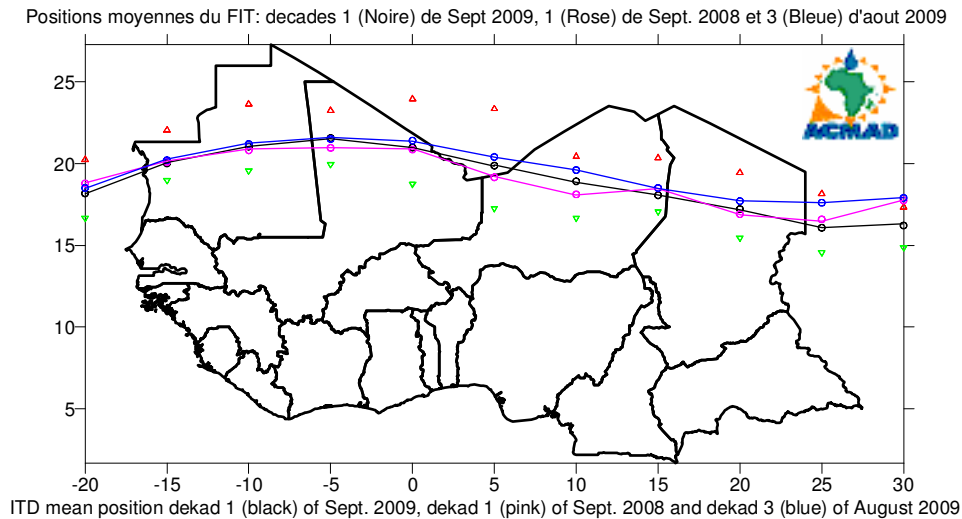 Positions moyennes du FIT: decades 1 (Noire) de Sept 2009, 1 (Rose) de Sept. 2008 et 3 (Bleue) d'aout 2009
25
20
15
10
5
ACMAD
-20 -15 -10 -5 0 5 10 15 20 25 30
ITD mean position dekad 1 (black) of Sept. 2009, dekad 1 (pink) of Sept. 2008 and dekad 3 (blue) of August 2009